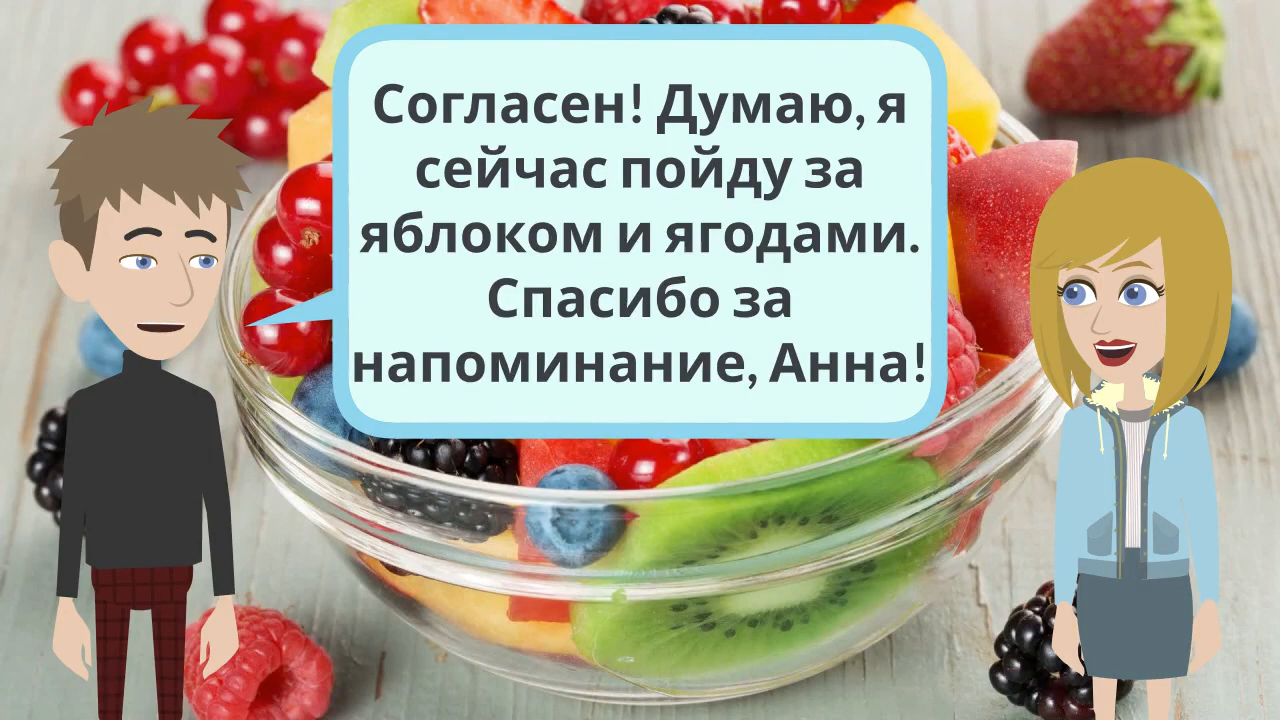 Согласен! Думаю, я
сейчас пойду за
яблоком и ягодами.
Спасибо за
напоминание, Анна!